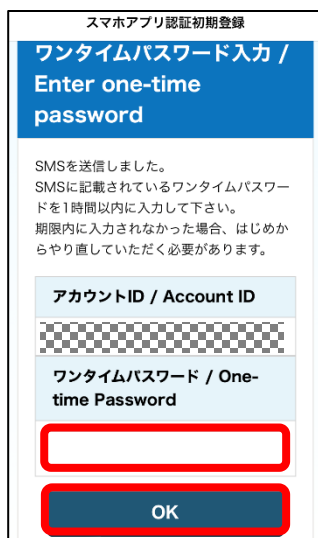 スマホアプリ認証初期登録
ワンタイムパスワード入力 /
Enter one-time
password
SMSを送信しました。
SMSに記載されているワンタイムパスワー
ドを1時間以内に入力して下さい。
期限内に入力されなかった場合、はじめか
らやり直していただく必要があります。
アカウントID / Account ID
ワンタイムパスワード / One-
time Password
OK